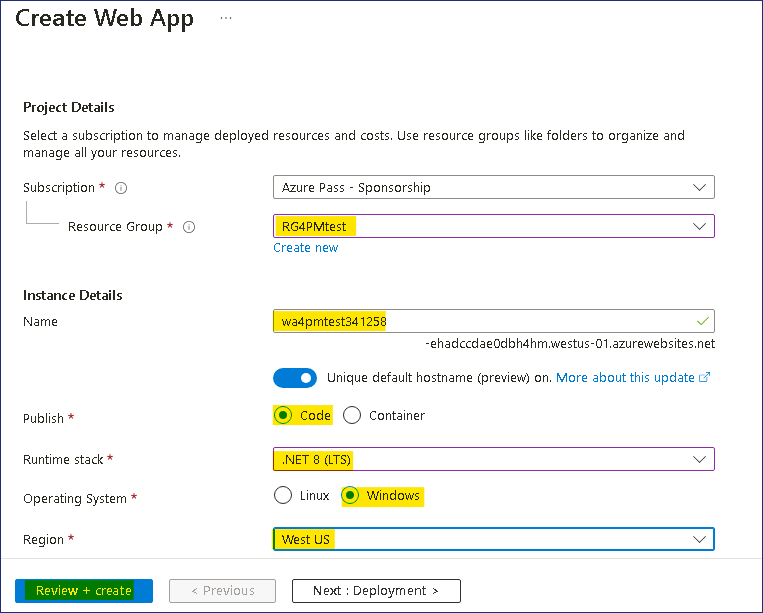 Create Web App ...
Project Details
Select a subscription to manage deployed resources and costs. Use resource groups like folders to organize and
manage all your resources.
Subscription * Azure Pass - Sponsorship
Resource Group * RG4PMtest
Create new
Instance Details
Name wa4pmtest341258
-ehadccdae0dbh4hm.westus-01.azurewebsites.net
Unique default hostname (preview) on. More about this update
Publish * Code Container
Runtime stack * .NET 8 (LTS)
Operating System * Linux Windows
Region * West US
Review + create < Previous Next : Deployment >